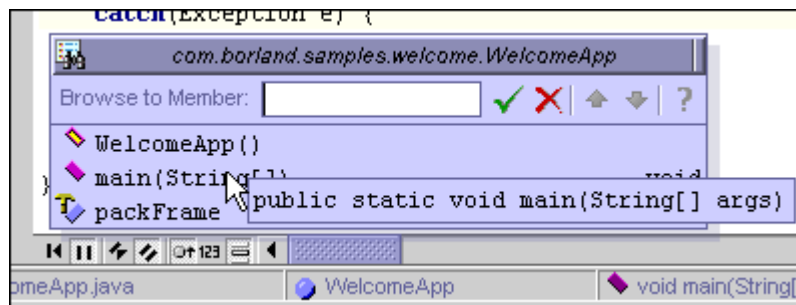 catch(Exception e) {
com.borland.samples.welcome.WelcomeApp
Browse to Member:
?
WelcomeApp()
main(String[]) void
}
public static void main(String[] args)
packFrame
123
omeApp.java WelcomeApp void main(String[